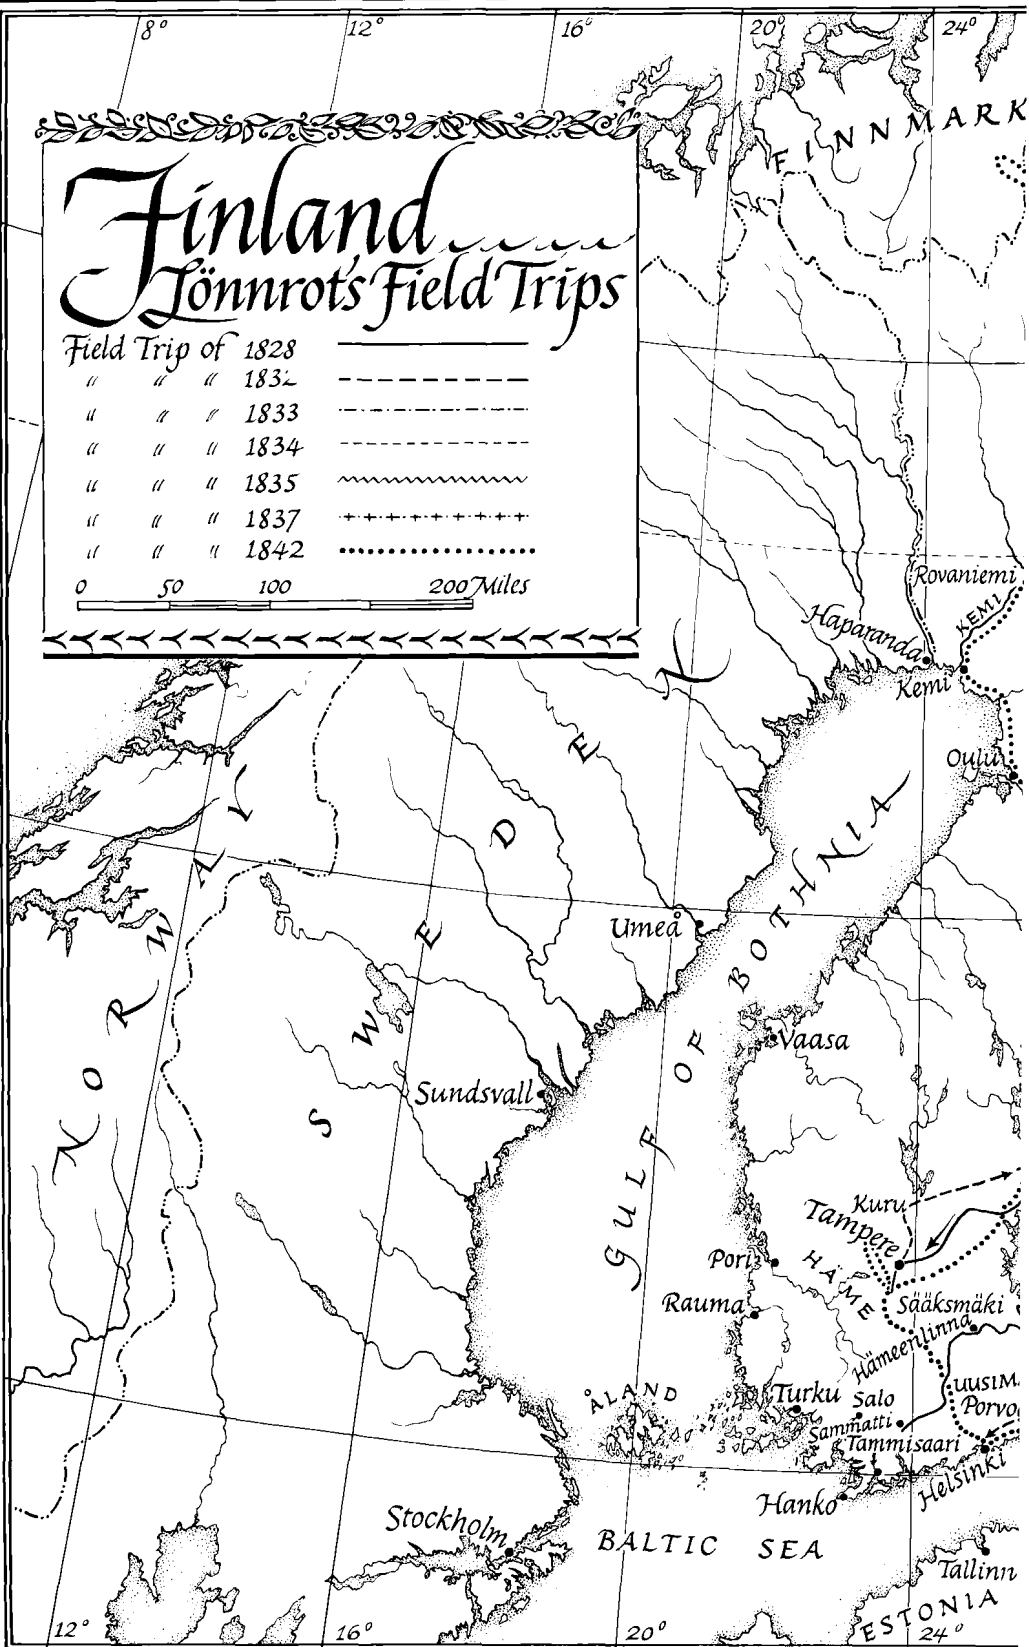 8° 12° 16° 20° 24°
FINNMARK
Finland
Lönnrot's Field Trips
Field Trip of 1828
" " " 1832
" " " 1833
" " " 1834
" " " 1835
" " " 1837
" " " 1842
0 50 100 200 Miles
Rovaniemi
KEMI
Haparanda
Kemi
Oulu
NORWAY
SWEDEN
GULF OF BOTHNIA
Umeå
Vaasa
Sundsvall
Kuru
Tampere
Pori
HÄME
Rauma
Sääksmäki
Hämeenlinna
ÅLAND
Turku
Salo
UUSIM
Porvo
Sammatti
Tammisaari
Helsinki
Hanko
Stockholm
BALTIC SEA
Tallinn
ESTONIA
12° 16° 20° 24°